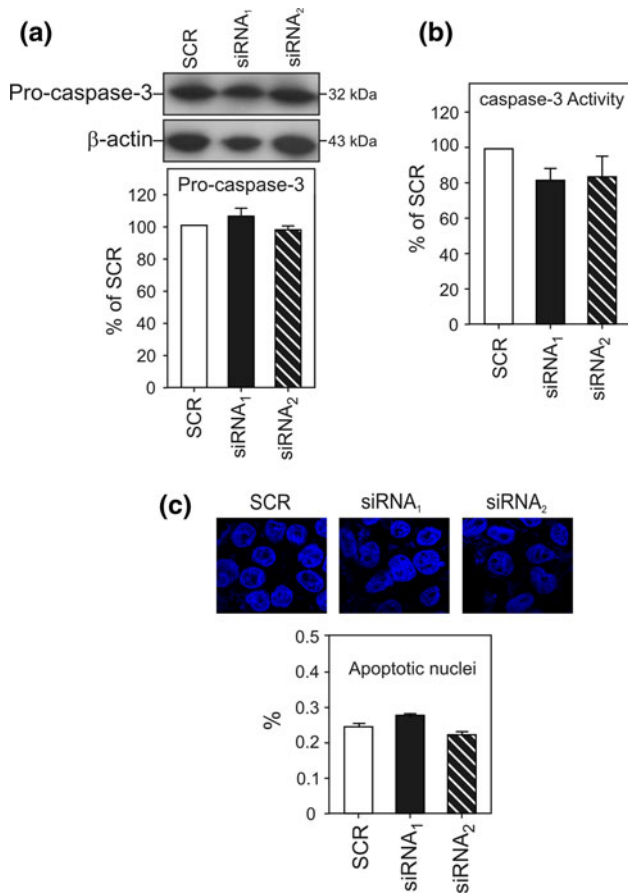 (a)
SCR siRNA₁ siRNA₂
Pro-caspase-3 32 kDa
β-actin 43 kDa
Pro-caspase-3
% of SCR
120
100
80
60
40
20
0
SCR siRNA₁ siRNA₂
(b)
caspase-3 Activity
% of SCR
120
100
80
60
40
20
0
SCR siRNA₁ siRNA₂
(c)
SCR siRNA₁ siRNA₂
Apoptotic nuclei
%
0.5
0.4
0.3
0.2
0.1
0
SCR siRNA₁ siRNA₂